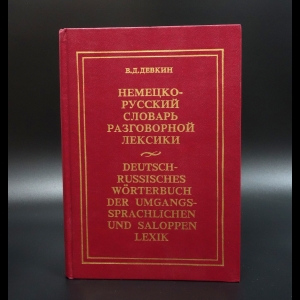 В.Д.ДЕВКИН
НЕМЕЦКО-
РУССКИЙ
СЛОВАРЬ
РАЗГОВОРНОЙ
ЛЕКСИКИ
DEUTSCH-
RUSSISCHES
WÖRTERBUCH
DER UMGANGS-
SPRACHLICHEN
UND SALOPPEN
LEXIK